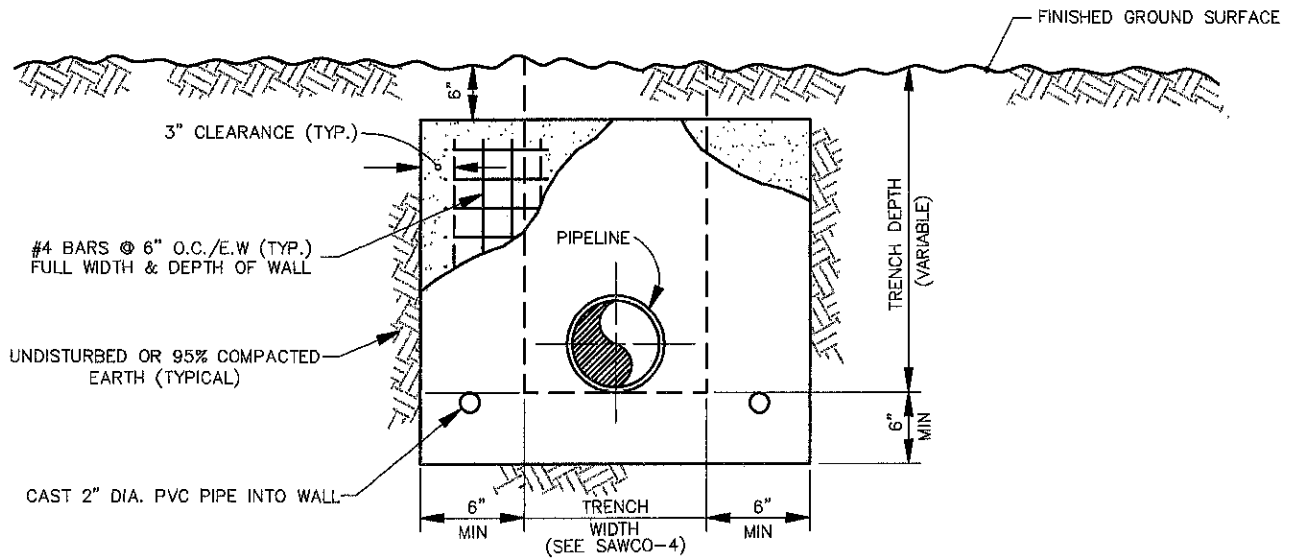 FINISHED GROUND SURFACE
6"
3" CLEARANCE (TYP.)
#4 BARS @ 6" O.C./E.W (TYP.)
FULL WIDTH & DEPTH OF WALL
PIPELINE
TRENCH DEPTH
(VARIABLE)
UNDISTURBED OR 95% COMPACTED
EARTH (TYPICAL)
6"
MIN
CAST 2" DIA. PVC PIPE INTO WALL
6"
MIN
TRENCH
WIDTH
(SEE SAWCO-4)
6"
MIN